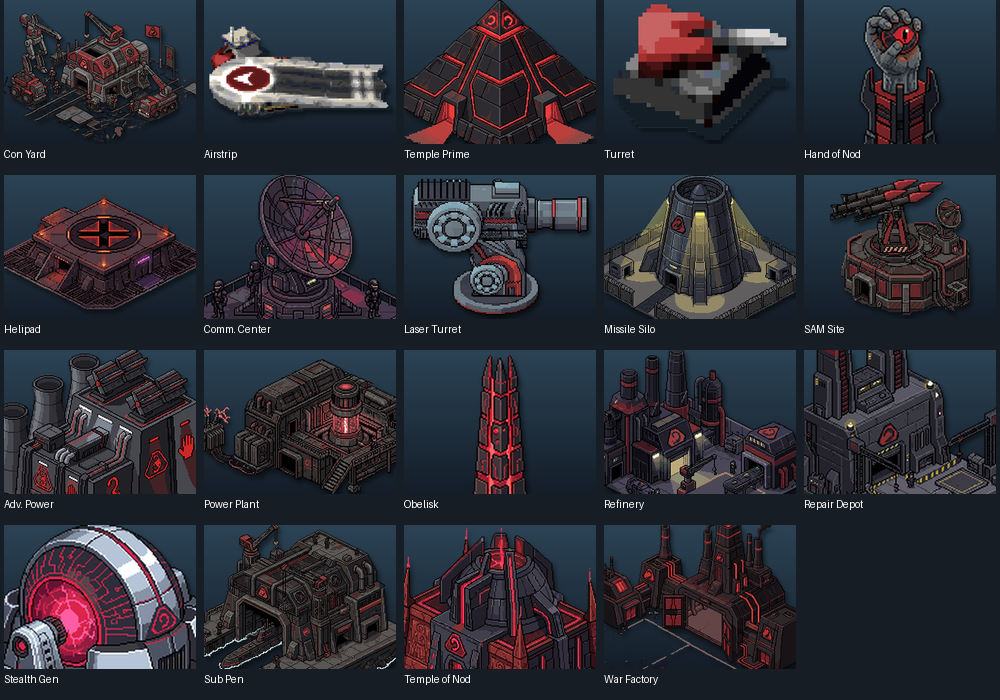 Con Yard
Airstrip
Temple Prime
Turret
Hand of Nod
Helipad
Comm. Center
Laser Turret
Missile Silo
SAM Site
Adv. Power
Power Plant
Obelisk
Refinery
Repair Depot
Stealth Gen
Sub Pen
Temple of Nod
War Factory